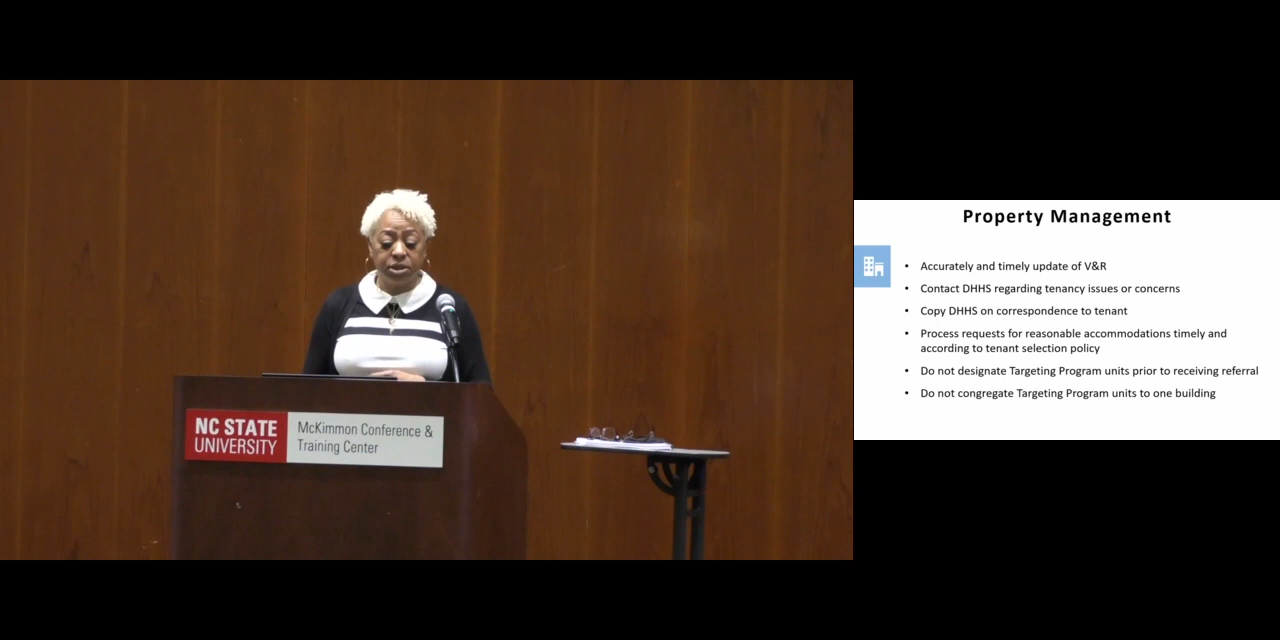 NC STATE
UNIVERSITY
McKimmon Conference &
Training Center
Property Management
• Accurately and timely update of V&R
• Contact DHHS regarding tenancy issues or concerns
• Copy DHHS on correspondence to tenant
• Process requests for reasonable accommodations timely and
according to tenant selection policy
• Do not designate Targeting Program units prior to receiving referral
• Do not congregate Targeting Program units to one building